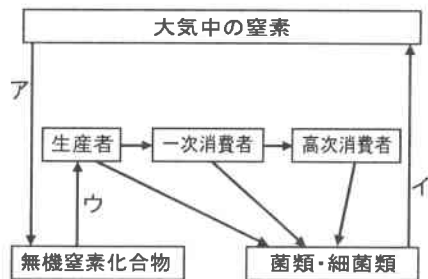 大気中の窒素
ア
生産者 一次消費者 高次消費者
イ
ウ
無機窒素化合物 菌類・細菌類